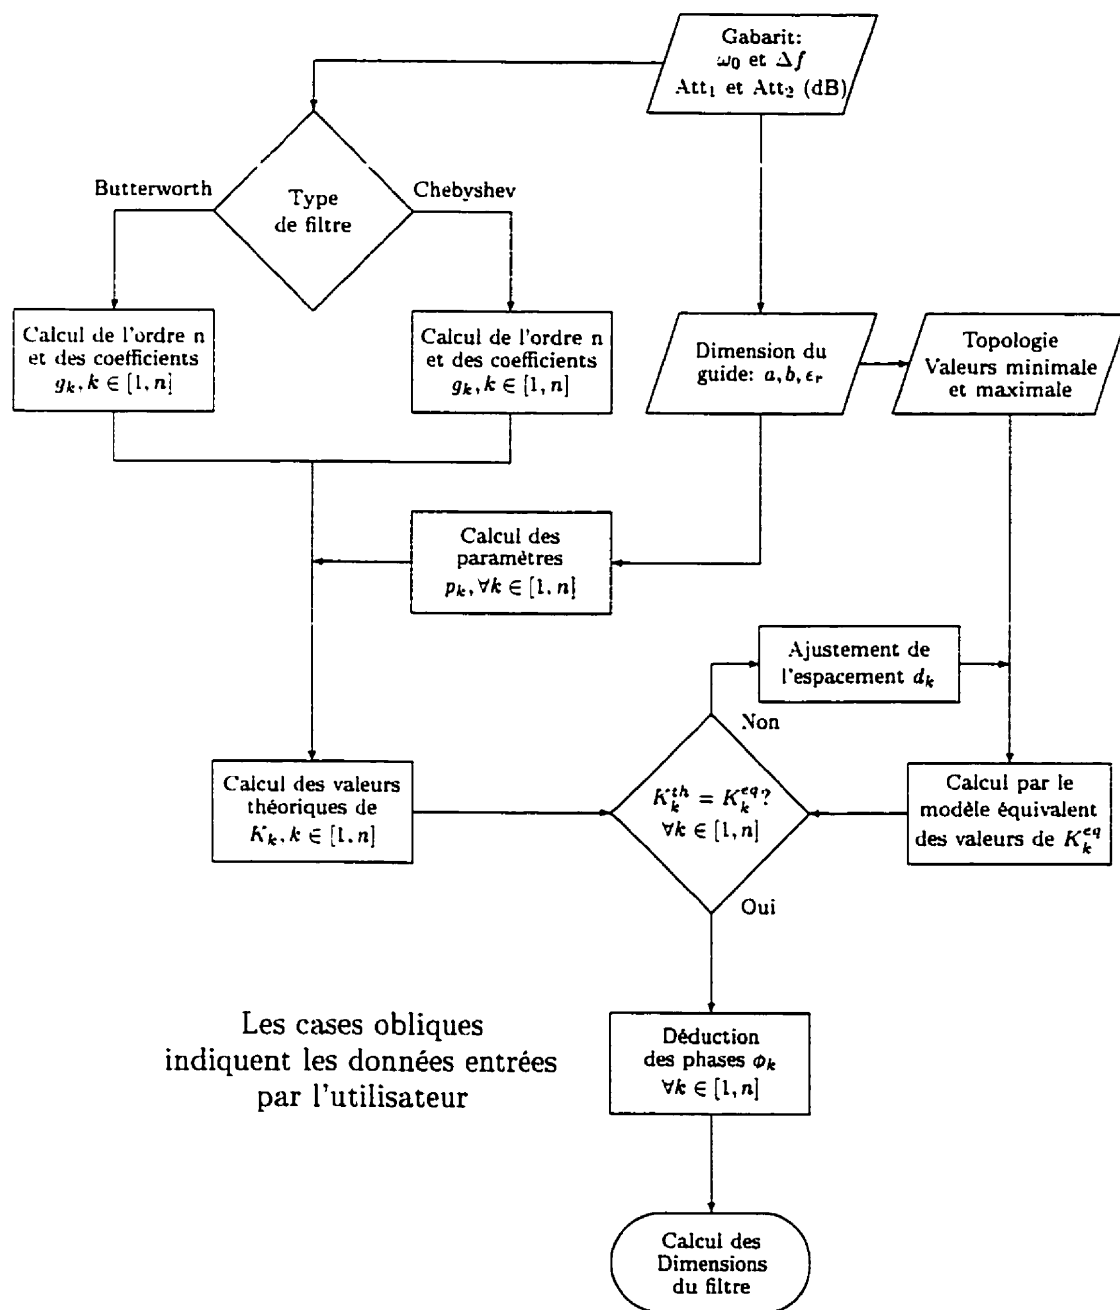 Gabarit:
ω₀ et Δf
Att₁ et Att₂ (dB)
Butterworth
Type
de filtre
Chebyshev
Calcul de l'ordre n
et des coefficients
gₖ, k ∈ [1, n]
Calcul de l'ordre n
et des coefficients
gₖ, k ∈ [1, n]
Dimension du
guide: a, b, ϵᵣ
Topologie
Valeurs minimale
et maximale
Calcul des
paramètres
pₖ, ∀k ∈ [1, n]
Ajustement de
l'espacement dₖ
Non
Calcul des valeurs
théoriques de
Kₖ, k ∈ [1, n]
Kₖᵗʰ = Kₖᵉq?
∀k ∈ [1, n]
Calcul par le
modèle équivalent
des valeurs de Kₖᵉq
Oui
Les cases obliques
indiquent les données entrées
par l'utilisateur
Déduction
des phases ϕₖ
∀k ∈ [1, n]
Calcul des
Dimensions
du filtre